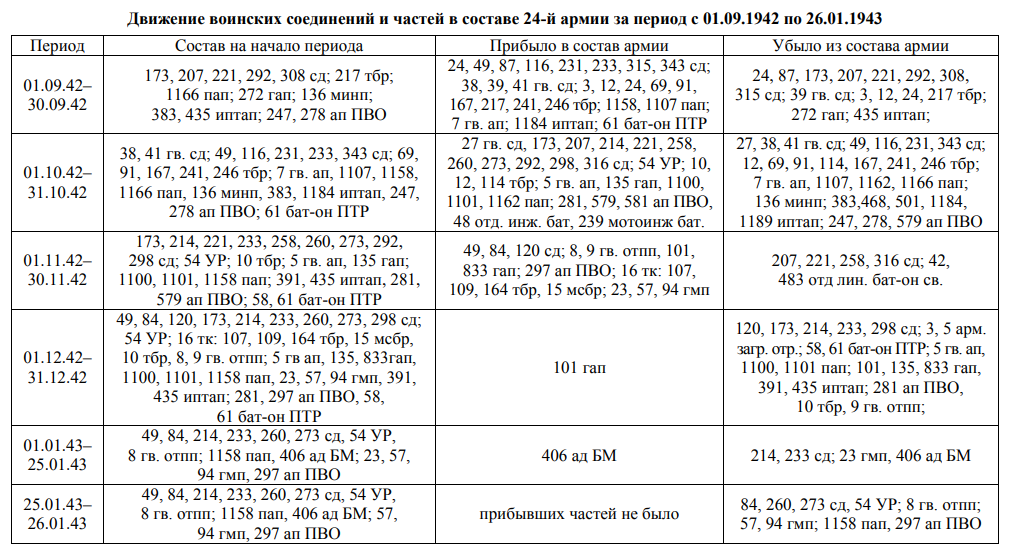 Движение воинских соединений и частей в составе 24-й армии за период с 01.09.1942 по 26.01.1943
Период
Состав на начало периода
Прибыло в состав армии
Убыло из состава армии
01.09.42–
30.09.42
173, 207, 221, 292, 308 сд; 217 тбр;
1166 пап; 272 гап; 136 минп;
383, 435 иптап; 247, 278 ап ПВО
24, 49, 87, 116, 231, 233, 315, 343 сд;
38, 39, 41 гв. сд; 3, 12, 24, 69, 91,
167, 217, 241, 246 тбр; 1158, 1107 пап;
7 гв. ап; 1184 иптап; 61 бат-он ПТР
24, 87, 173, 207, 221, 292, 308,
315 сд; 39 гв. сд; 3, 12, 24, 217 тбр;
272 гап; 435 иптап;
01.10.42–
31.10.42
38, 41 гв. сд; 49, 116, 231, 233, 343 сд; 69,
91, 167, 241, 246 тбр; 7 гв. ап, 1107, 1158,
1166 пап, 136 минп, 383, 1184 иптап, 247,
278 ап ПВО; 61 бат-он ПТР
27 гв. сд, 173, 207, 214, 221, 258,
260, 273, 292, 298, 316 сд; 54 УР; 10,
12, 114 тбр; 5 гв. ап, 135 гап, 1100,
1101, 1162 пап; 281, 579, 581 ап ПВО,
48 отд. инж. бат, 239 мотоинж бат.
27, 38, 41 гв. сд; 49, 116, 231, 343 сд;
12, 69, 91, 114, 167, 241, 246 тбр;
7 гв. ап, 1107, 1162, 1166 пап;
136 минп; 383,468, 501, 1184,
1189 иптап; 247, 278, 579 ап ПВО
01.11.42–
30.11.42
173, 214, 221, 233, 258, 260, 273, 292,
298 сд; 54 УР; 10 тбр; 5 гв. ап, 135 гап;
1100, 1101, 1158 пап; 391, 435 иптап, 281,
579 ап ПВО; 58, 61 бат-он ПТР
49, 84, 120 сд; 8, 9 гв. отпп, 101,
833 гап; 297 ап ПВО; 16 тк: 107,
109, 164 тбр, 15 мсбр; 23, 57, 94 гмп
207, 221, 258, 316 сд; 42,
483 отд лин. бат-он св.
01.12.42–
31.12.42
49, 84, 120, 173, 214, 233, 260, 273, 298 сд;
54 УР; 16 тк: 107, 109, 164 тбр, 15 мсбр,
10 тбр, 8, 9 гв. отпп; 5 гв ап, 135, 833гап,
1100, 1101, 1158 пап, 23, 57, 94 гмп, 391,
435 иптап; 281, 297 ап ПВО, 58,
61 бат-он ПТР
101 гап
120, 173, 214, 233, 298 сд; 3, 5 арм.
загр. отр.; 58, 61 бат-он ПТР; 5 гв. ап,
1100, 1101 пап; 101, 135, 833 гап,
391, 435 иптап; 281 ап ПВО,
10 тбр, 9 гв. отпп;
01.01.43–
25.01.43
49, 84, 214, 233, 260, 273 сд, 54 УР,
8 гв. отпп; 1158 пап, 406 ад БМ; 23, 57,
94 гмп, 297 ап ПВО
406 ад БМ
214, 233 сд; 23 гмп, 406 ад БМ
25.01.43–
26.01.43
49, 84, 214, 233, 260, 273 сд, 54 УР,
8 гв. отпп; 1158 пап, 406 ад БМ; 57,
94 гмп, 297 ап ПВО
прибывших частей не было
84, 260, 273 сд, 54 УР; 8 гв. отпп;
57, 94 гмп; 1158 пап, 297 ап ПВО